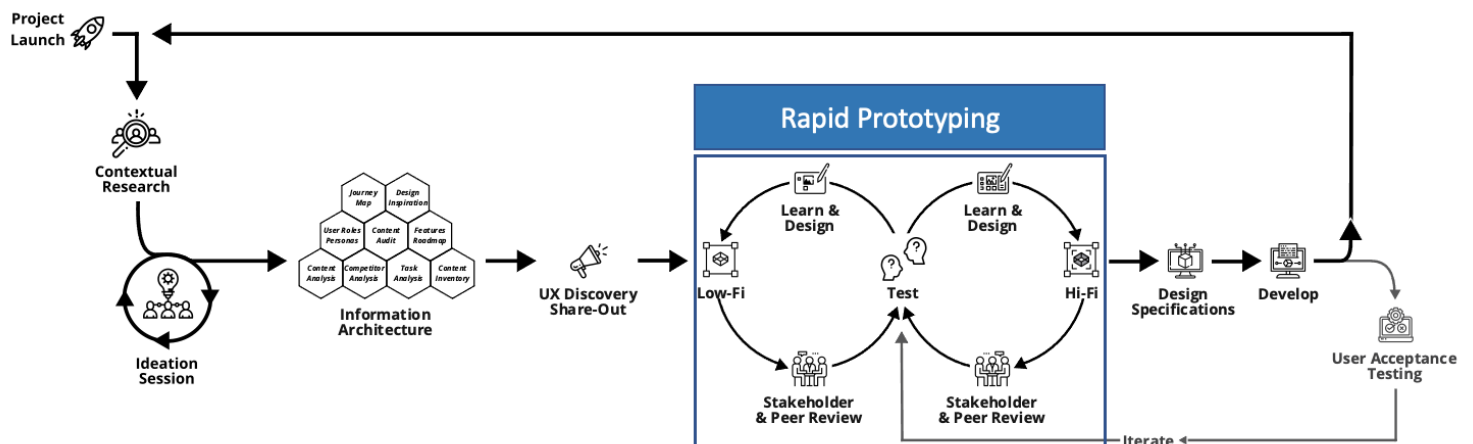 Project
Launch
Rapid Prototyping
Contextual
Research
Journey
Map
Design
Inspiration
User Roles
Personas
Content
Audit
Features
Roadmap
Content
Analysis
Competitor
Analysis
Task
Analysis
Content
Inventory
Information
Architecture
Ideation
Session
UX Discovery
Share-Out
Learn &
Design
Learn &
Design
Low-Fi
Test
?
?
Hi-Fi
Stakeholder
& Peer Review
Stakeholder
& Peer Review
Design
Specifications
Develop
User Acceptance
Testing
Iterate